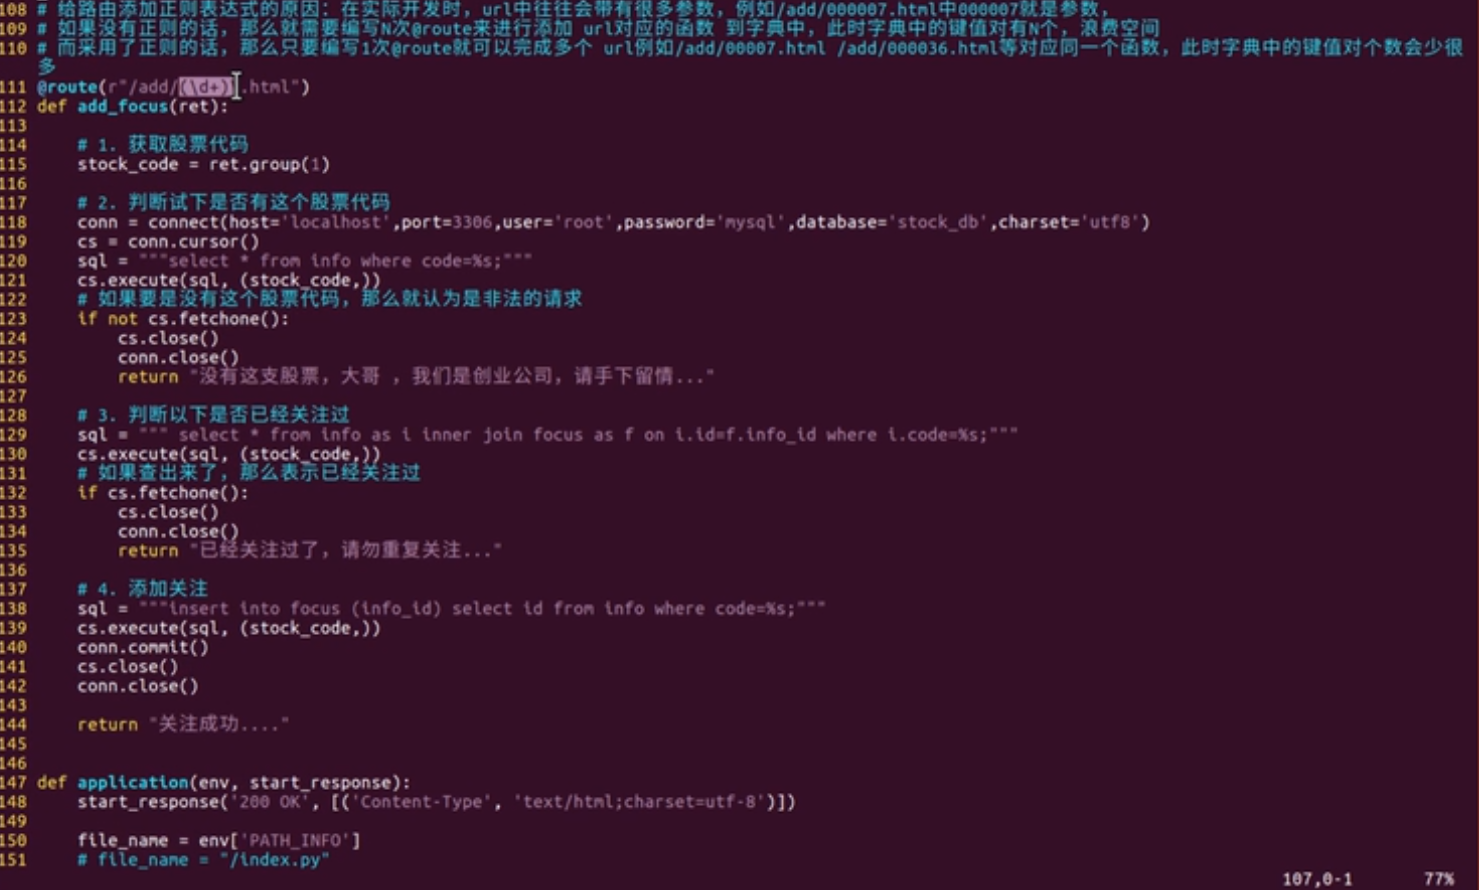 108 # 给路由添加正则表达式的原因：在实际开发时，url中往往会带有很多参数，例如/add/000007.html中000007就是参数，
109 # 如果没有正则的话，那么就需要编写N次@route来进行添加 url对应的函数 到字典中，此时字典中的键值对有N个，浪费空间
110 # 而采用了正则的话，那么只要编写1次@route就可以完成多个 url例如/add/00007.html /add/000036.html等对应同一个函数，此时字典中的键值对个数会少很
多
111 @route(r"/add/(\d+)\.html")
112 def add_focus(ret):
113
114     # 1. 获取股票代码
115     stock_code = ret.group(1)
116
117     # 2. 判断试下是否有这个股票代码
118     conn = connect(host='localhost',port=3306,user='root',password='mysql',database='stock_db',charset='utf8')
119     cs = conn.cursor()
120     sql = """select * from info where code=%s;"""
121     cs.execute(sql, (stock_code,))
122     # 如果要是没有这个股票代码，那么就认为是非法的请求
123     if not cs.fetchone():
124         cs.close()
125         conn.close()
126         return "没有这支股票，大哥 ，我们是创业公司，请手下留情..."
127
128     # 3. 判断以下是否已经关注过
129     sql = """ select * from info as i inner join focus as f on i.id=f.info_id where i.code=%s;"""
130     cs.execute(sql, (stock_code,))
131     # 如果查出来了，那么表示已经关注过
132     if cs.fetchone():
133         cs.close()
134         conn.close()
135         return "已经关注过了，请勿重复关注..."
136
137     # 4. 添加关注
138     sql = """insert into focus (info_id) select id from info where code=%s;"""
139     cs.execute(sql, (stock_code,))
140     conn.commit()
141     cs.close()
142     conn.close()
143
144     return "关注成功...."
145
146
147 def application(env, start_response):
148     start_response('200 OK', [('Content-Type', 'text/html;charset=utf-8')])
149
150     file_name = env['PATH_INFO']
151     # file_name = "/index.py"
107,0-1 77%